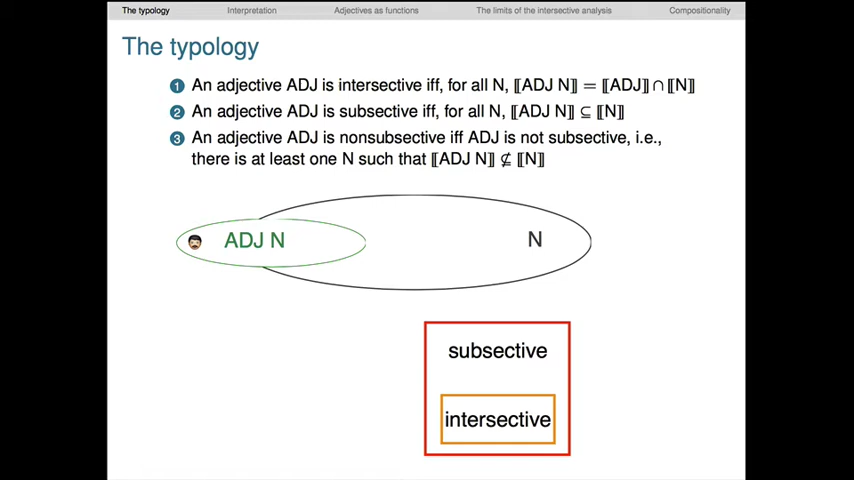 The typology Interpretation Adjectives as functions The limits of the intersective analysis Compositionality
The typology
1 An adjective ADJ is intersective iff, for all N, ⟦ADJ N⟧ = ⟦ADJ⟧ ∩ ⟦N⟧
2 An adjective ADJ is subsective iff, for all N, ⟦ADJ N⟧ ⊆ ⟦N⟧
3 An adjective ADJ is nonsubsective iff ADJ is not subsective, i.e.,
there is at least one N such that ⟦ADJ N⟧ ⊈ ⟦N⟧
ADJ N N
subsective
intersective